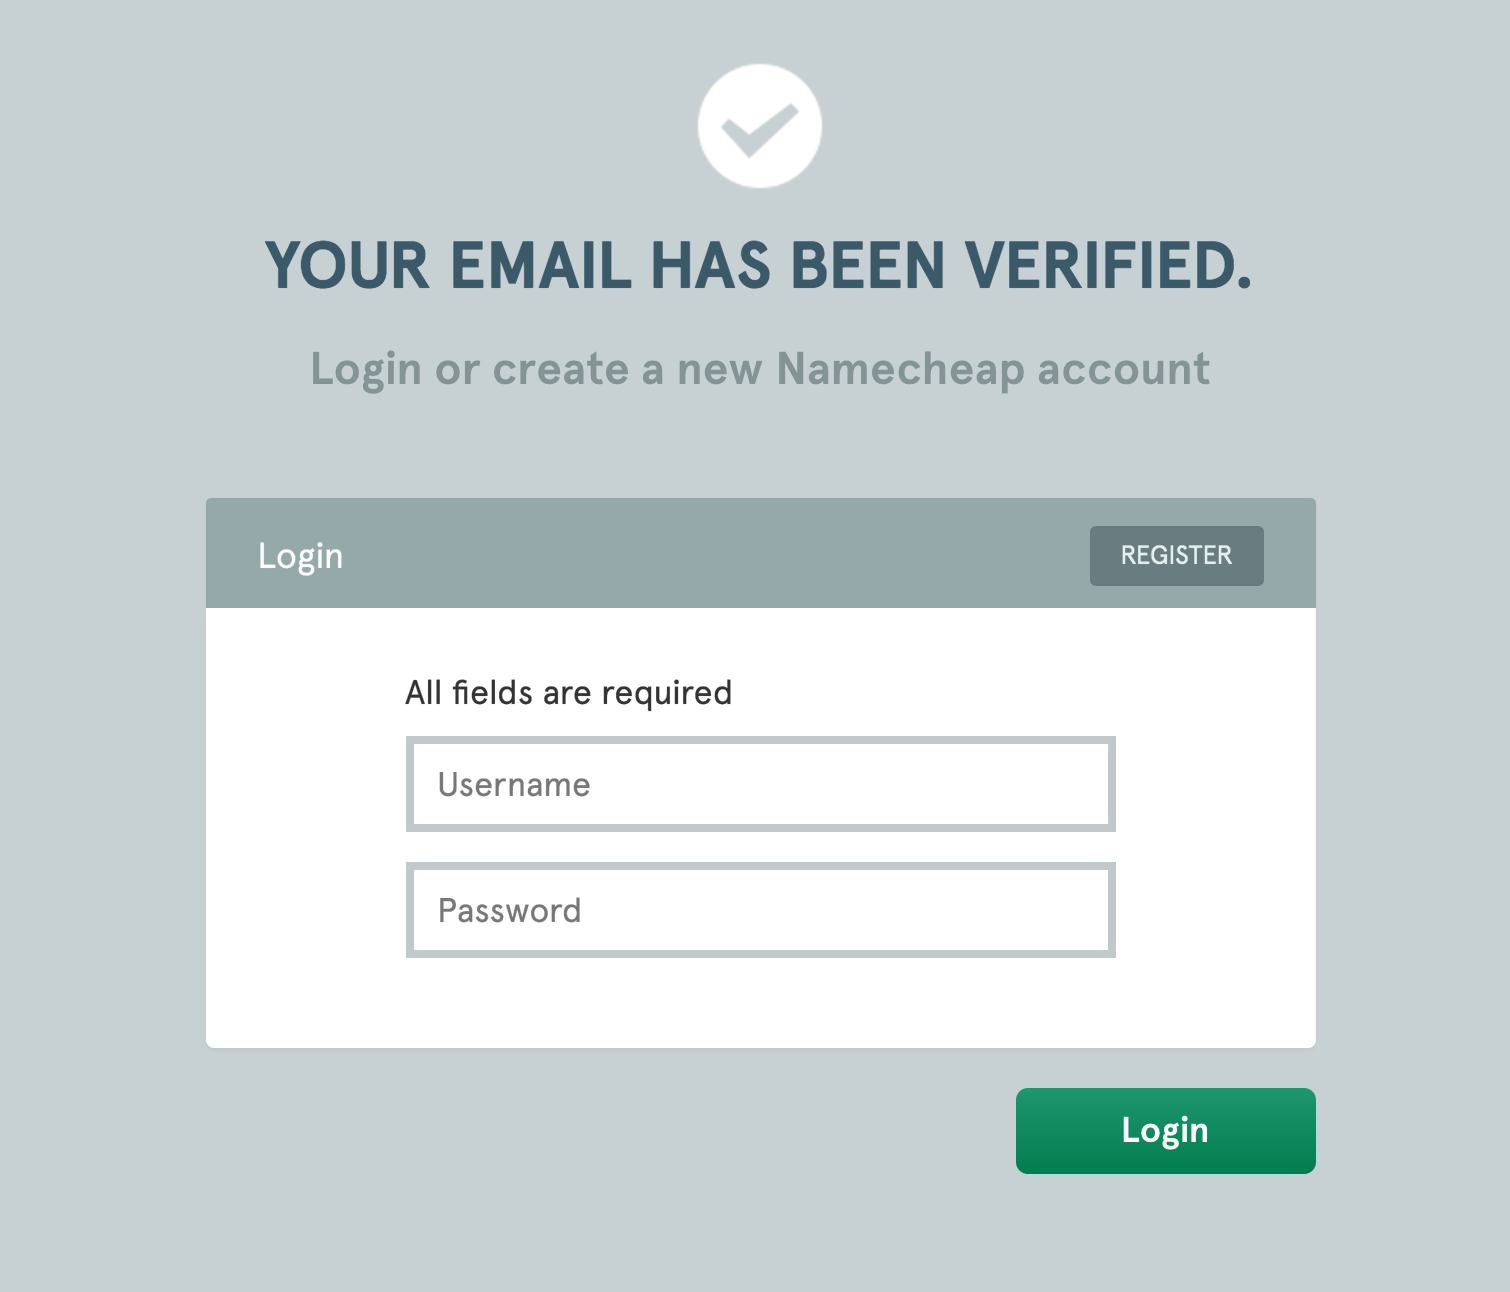 YOUR EMAIL HAS BEEN VERIFIED.
Login or create a new Namecheap account
Login
REGISTER
All fields are required
Username
Password
Login